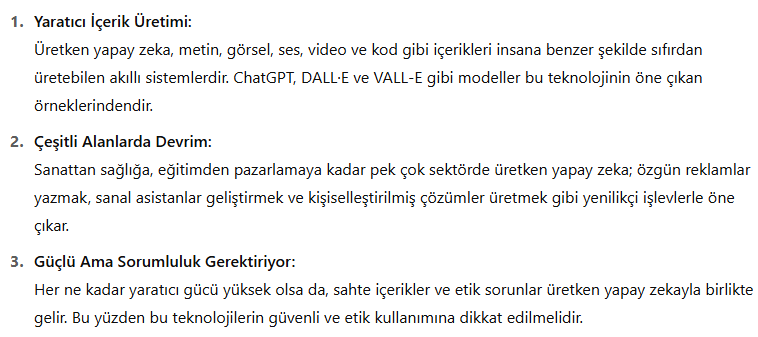 1. Yaratıcı İçerik Üretimi:
Üretken yapay zeka, metin, görsel, ses, video ve kod gibi içerikleri insana benzer şekilde sıfırdan
üretebilen akıllı sistemlerdir. ChatGPT, DALL·E ve VALL-E gibi modeller bu teknolojinin öne çıkan
örneklerindendir.
2. Çeşitli Alanlarda Devrim:
Sanattan sağlığa, eğitimden pazarlamaya kadar pek çok sektörde üretken yapay zeka; özgün reklamlar
yazmak, sanal asistanlar geliştirmek ve kişiselleştirilmiş çözümler üretmek gibi yenilikçi işlevlerle öne
çıkar.
3. Güçlü Ama Sorumluluk Gerektiriyor:
Her ne kadar yaratıcı gücü yüksek olsa da, sahte içerikler ve etik sorunlar üretken yapay zekayla birlikte
gelir. Bu yüzden bu teknolojilerin güvenli ve etik kullanımına dikkat edilmelidir.